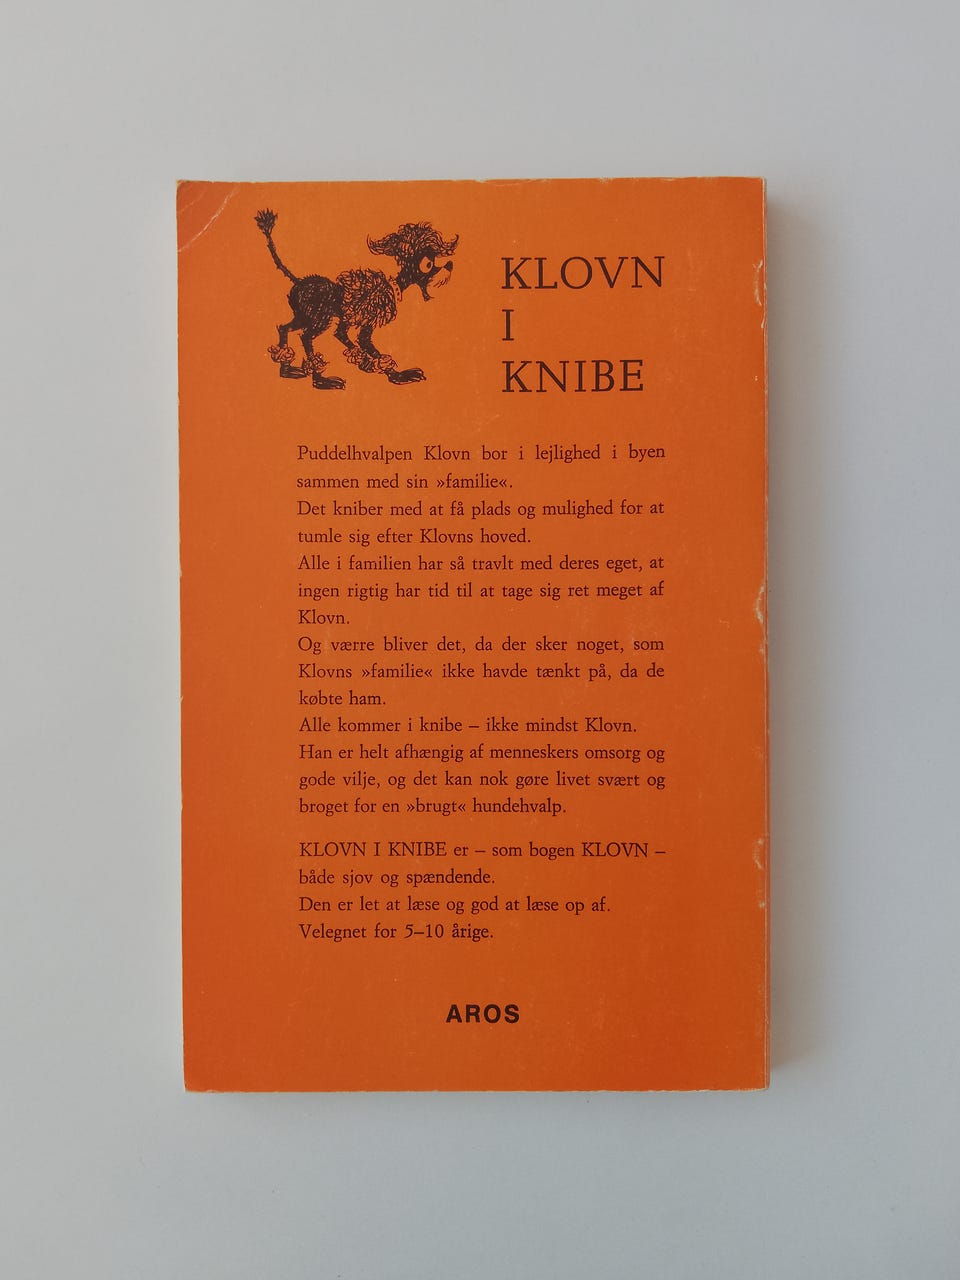 KLOVN
I
KNIBE
Puddelhvalpen Klovn bor i lejlighed i byen
sammen med sin »familie«.
Det kniber med at få plads og mulighed for at
tumle sig efter Klovns hoved.
Alle i familien har så travlt med deres eget, at
ingen rigtig har tid til at tage sig ret meget af
Klovn.
Og værre bliver det, da der sker noget, som
Klovns »familie« ikke havde tænkt på, da de
købte ham.
Alle kommer i knibe – ikke mindst Klovn.
Han er helt afhængig af menneskers omsorg og
gode vilje, og det kan nok gøre livet svært og
broget for en »brugt« hundehvalp.
KLOVN I KNIBE er – som bogen KLOVN –
både sjov og spændende.
Den er let at læse og god at læse op af.
Velegnet for 5–10 årige.
AROS